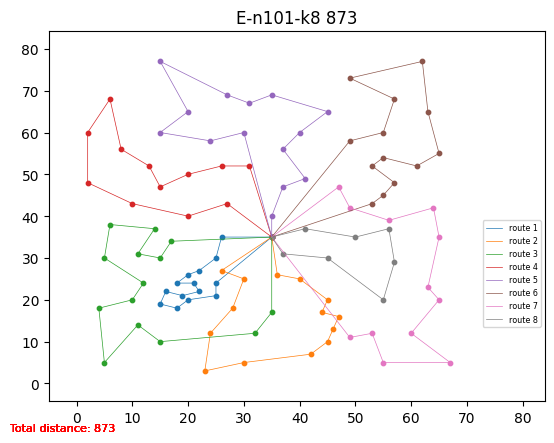 E-n101-k8 873
80
70
60
50
40
30
20
10
0
route 1
route 2
route 3
route 4
route 5
route 6
route 7
route 8
0 10 20 30 40 50 60 70 80
Total distance: 873